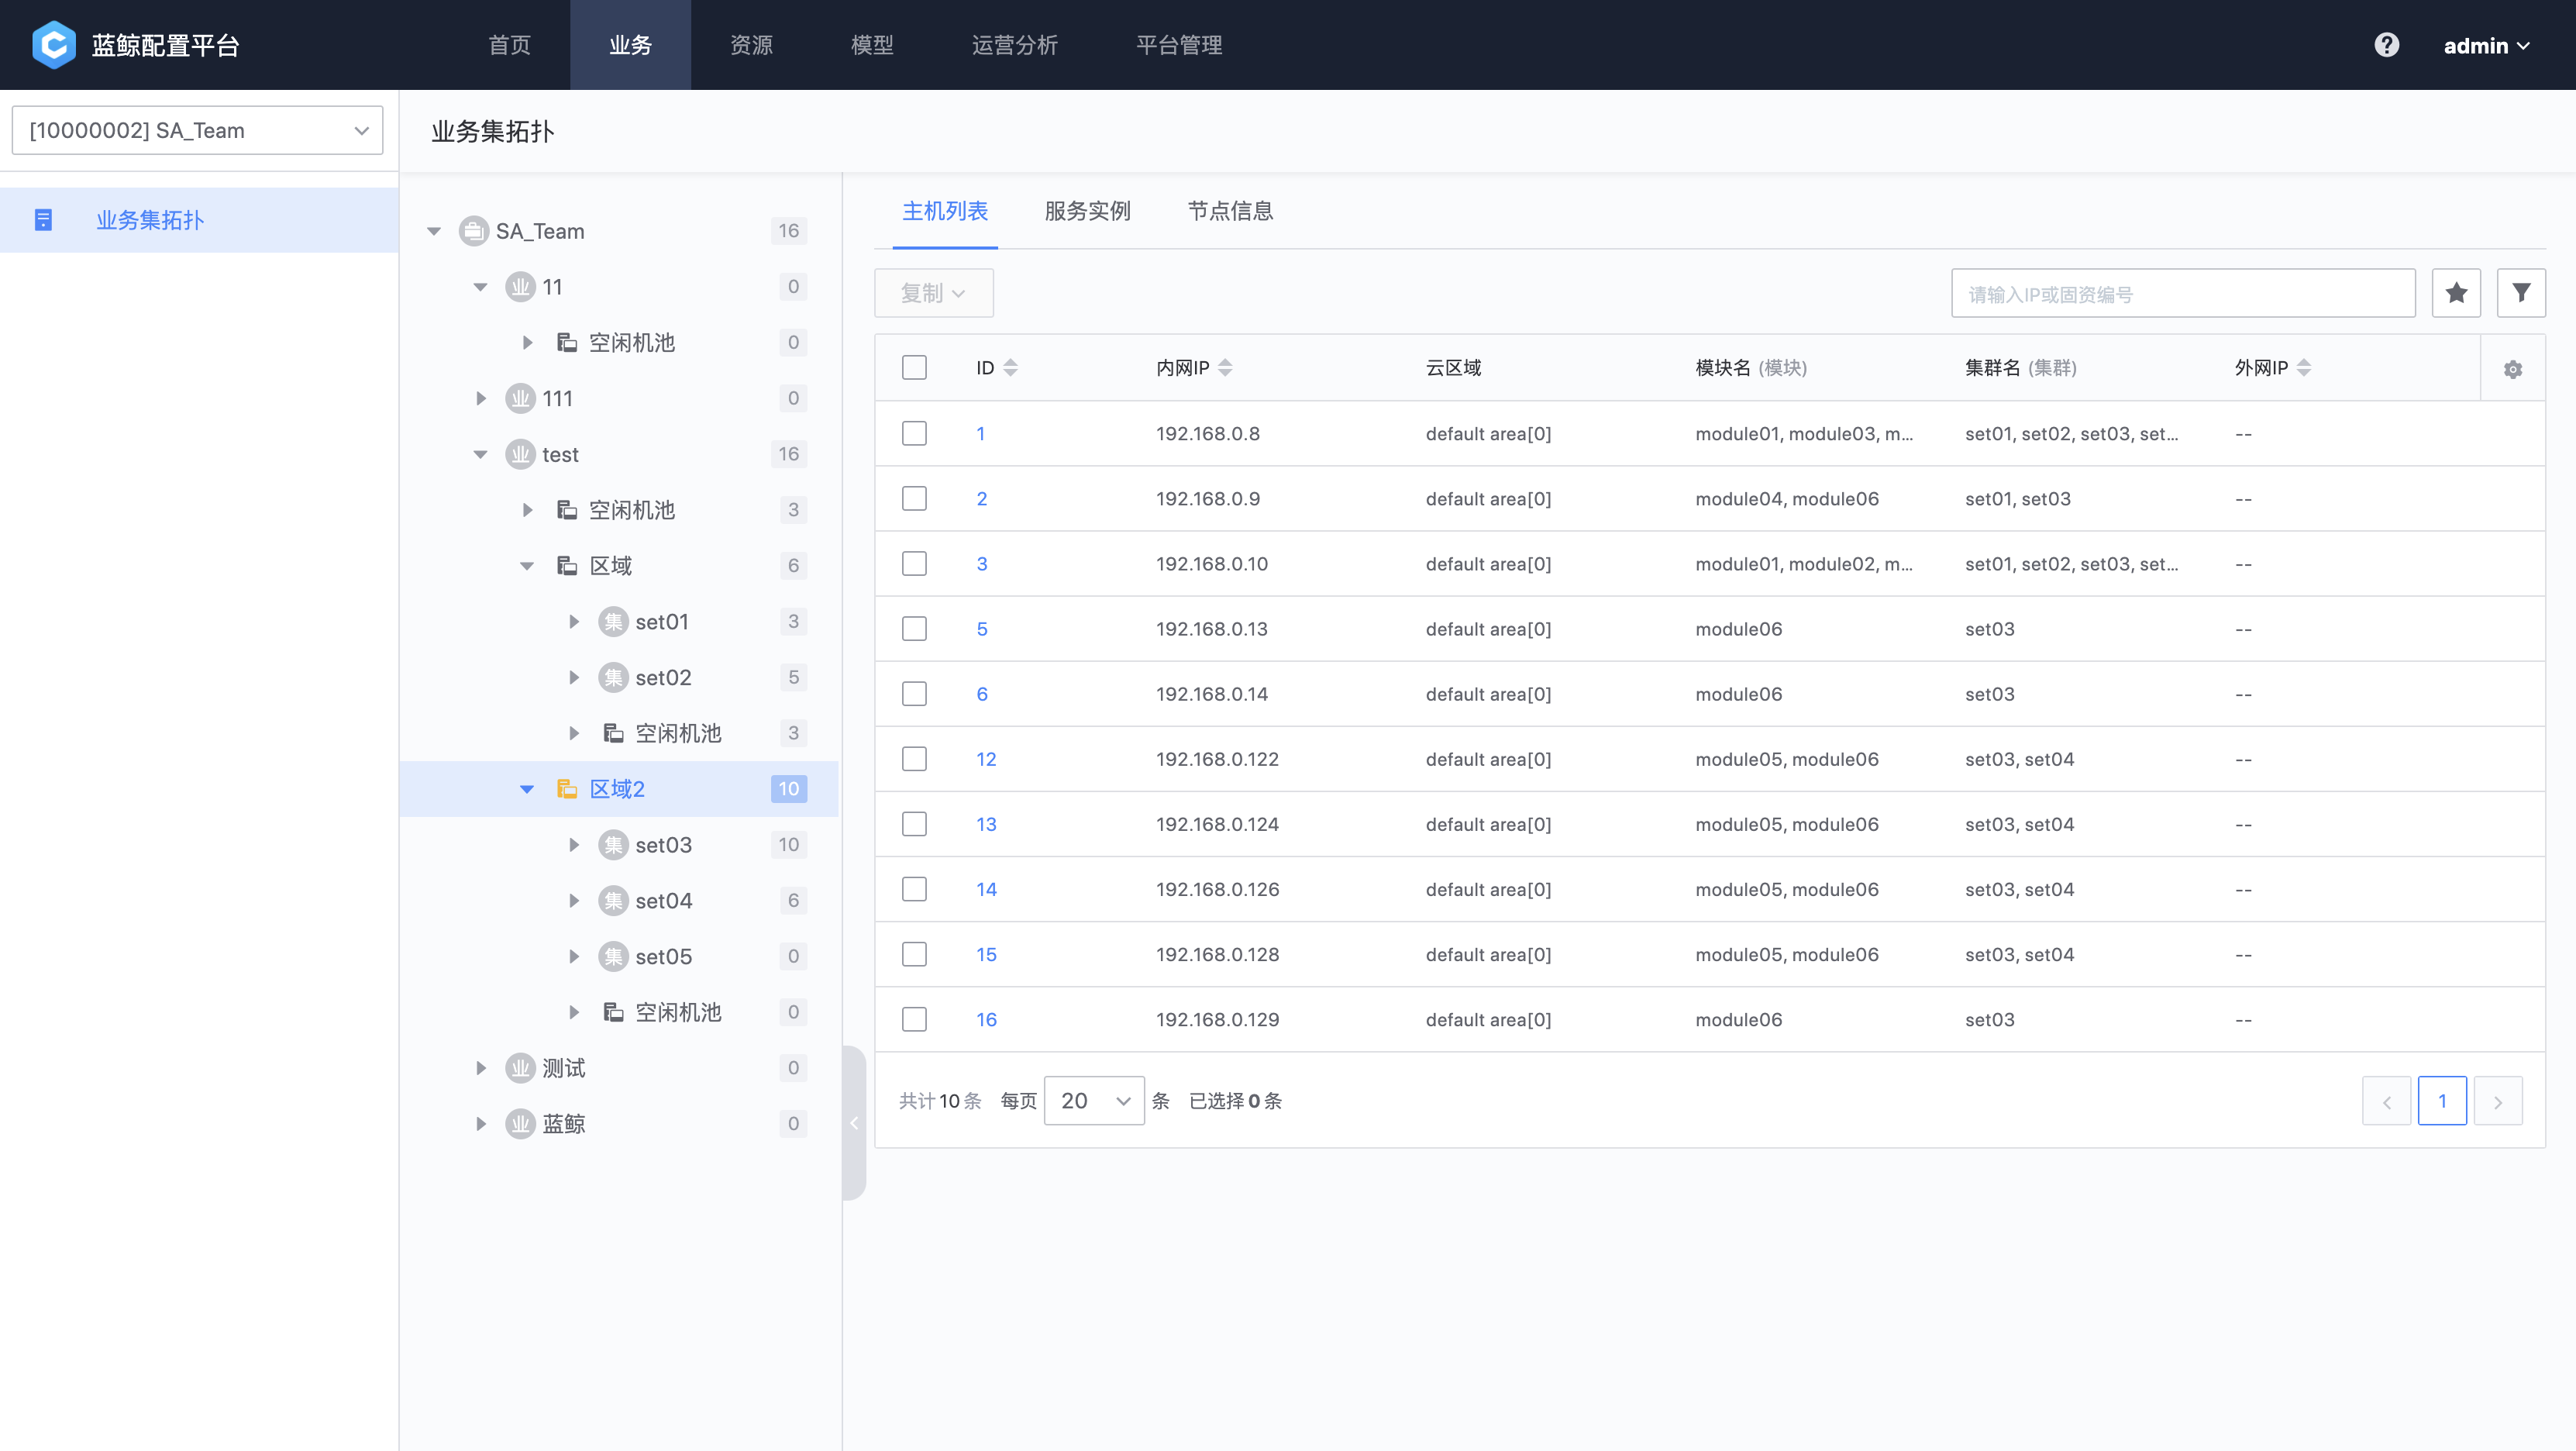 蓝鲸配置平台 首页 业务 资源 模型 运营分析 平台管理 admin
[10000002] SA_Team
业务集拓扑
业务集拓扑
SA_Team 16
业 11 0
空闲机池 0
业 111 0
业 test 16
空闲机池 3
区域 6
集 set01 3
集 set02 5
空闲机池 3
区域2 10
集 set03 10
集 set04 6
集 set05 0
空闲机池 0
业 测试 0
业 蓝鲸 0
主机列表 服务实例 节点信息
复制 请输入IP或固资编号
ID 内网IP 云区域 模块名 (模块) 集群名 (集群) 外网IP
1 192.168.0.8 default area[0] module01, module03, m... set01, set02, set03, set... --
2 192.168.0.9 default area[0] module04, module06 set01, set03 --
3 192.168.0.10 default area[0] module01, module02, m... set01, set02, set03, set... --
5 192.168.0.13 default area[0] module06 set03 --
6 192.168.0.14 default area[0] module06 set03 --
12 192.168.0.122 default area[0] module05, module06 set03, set04 --
13 192.168.0.124 default area[0] module05, module06 set03, set04 --
14 192.168.0.126 default area[0] module05, module06 set03, set04 --
15 192.168.0.128 default area[0] module05, module06 set03, set04 --
16 192.168.0.129 default area[0] module06 set03 --
共计 10 条 每页 20 条 已选择 0 条 1